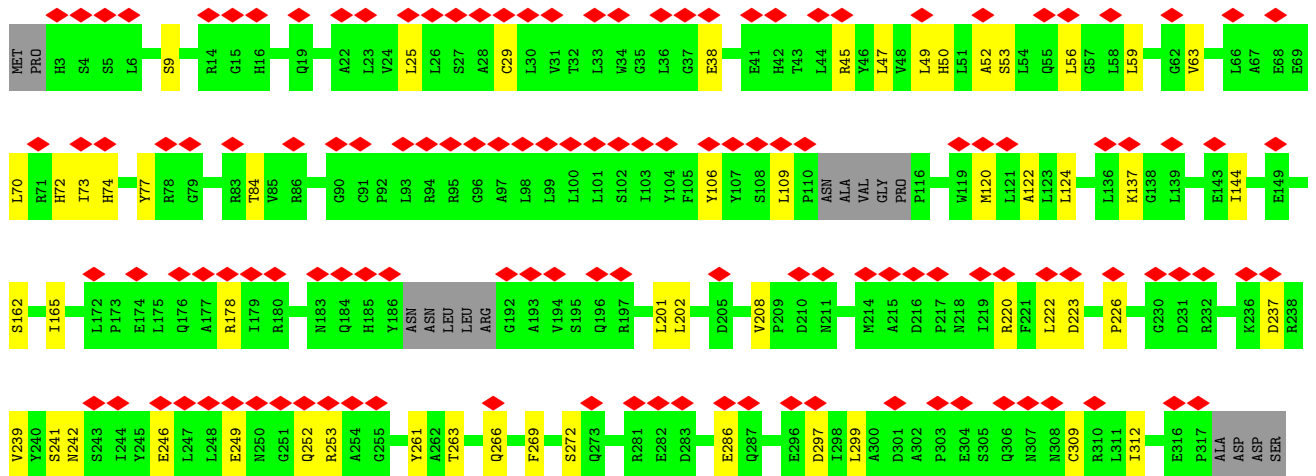 MET PRO H3 S4 S5 L6 S9 R14 G15 H16 Q19 A22 L23 V24 L25 L26 S27 A28 C29 L30 V31 T32 L33 W34 G35 L36 G37 E38 E41 H42 T43 L44 R45 Y46 L47 V48 L49 H50 L51 A52 S53 L54 Q55 L56 G57 L58 L59 G62 V63 L66 A67 E68 E69
L70 R71 H72 I73 H74 Y77 R78 G79 R83 T84 V85 R86 G90 C91 P92 L93 R94 R95 G96 A97 L98 L99 L100 L101 S102 I103 Y104 F105 Y106 Y107 S108 L109 P110 ASN ALA VAL GLY PRO P116 W119 M120 L121 A122 L123 L124 L136 K137 G138 L139 E143 I144 E149
S162 I165 L172 P173 E174 L175 Q176 A177 R178 I179 R180 N183 Q184 H185 Y186 ASN ASN LEU LEU ARG G192 A193 V194 S195 Q196 R197 L201 L202 D205 V208 P209 D210 N211 M214 A215 D216 P217 N218 I219 R220 F221 L222 D223 P226 G230 D231 R232 K236 D237 R238
V239 Y240 S241 N242 S243 I244 Y245 E246 L247 L248 E249 N250 G251 Q252 R253 A254 G255 Y261 A262 T263 Q266 F269 S272 Q273 R281 E282 D283 E286 Q287 E296 D297 I298 L299 A300 D301 A302 P303 E304 S305 Q306 N307 N308 C309 R310 L311 I312 E316 P317 ALA ASP ASP SER